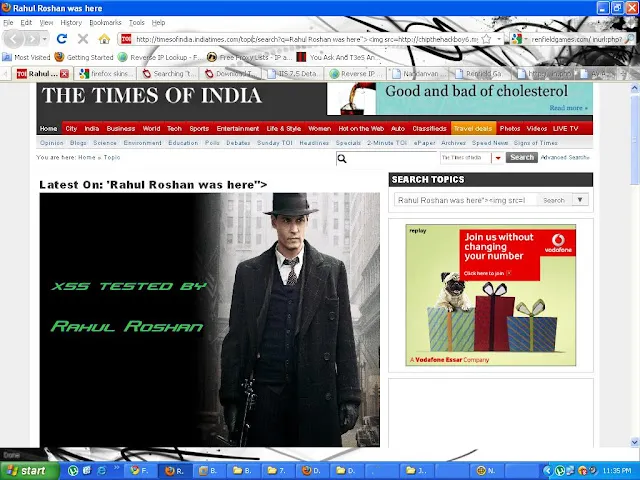 Rahul Roshan was here
File Edit View History Bookmarks Tools Help
http://timesofindia.indiatimes.com/topic/search?q=Rahul Roshan was here"><img src=http://chipthehackboy6.
renfieldgames.com/ inurl:php?
Most Visited Getting Started Reverse IP Lookup - F Free Proxy Lists - IP a... You Ask And T3eS An...
Rahul ... firefox skins... Searching "t... Download T... IIS 7.5 Deta... Reverse IP Nandanvan Renfield Ga...
THE TIMES OF INDIA
Good and bad of cholesterol
Read more »
Home City India Business World Tech Sports Entertainment Life & Style Women Hot on the Web Auto Classifieds Travel deals Photos Videos LIVE TV
Opinion Blogs Science Environment Education Polls Debates Sunday TOI Headlines Specials 2-Minute TOI ePaper Archives Speed News Signs of Times
You are here: Home » Topic
The Times of India Search Advanced Search»
Latest On: 'Rahul Roshan was here">
SEARCH TOPICS
Rahul Roshan was here"><img src=l Search
replay
Join us without
changing
your number
Click here to join
vodafone
A Vodafone Essar Company
XSS TESTED BY
RAHUL ROSHAN
Done
start F. R. B. B. 7. D. D. J. N. 11:35 PM